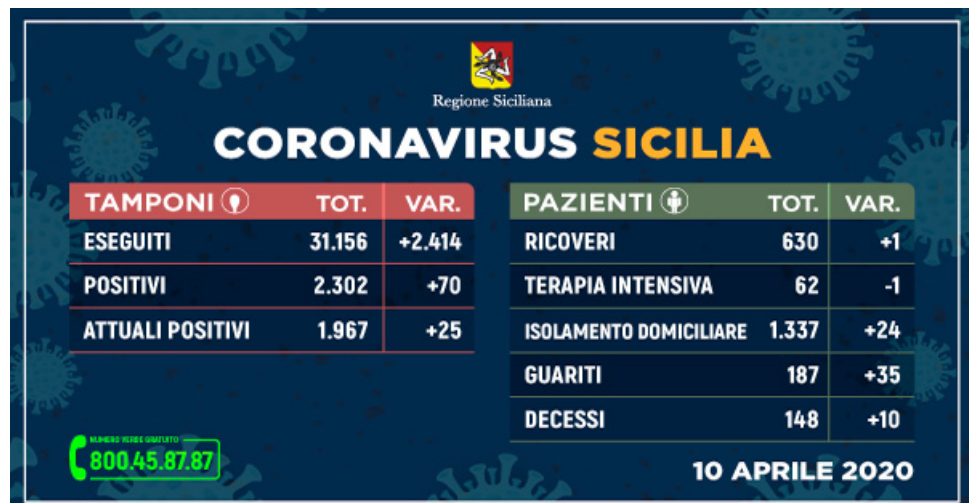 Regione Siciliana
CORONAVIRUS SICILIA
TAMPONI TOT. VAR.
ESEGUITI 31.156 +2.414
POSITIVI 2.302 +70
ATTUALI POSITIVI 1.967 +25
PAZIENTI TOT. VAR.
RICOVERI 630 +1
TERAPIA INTENSIVA 62 -1
ISOLAMENTO DOMICILIARE 1.337 +24
GUARITI 187 +35
DECESSI 148 +10
NUMERO VERDE GRATUITO
800.45.87.87
10 APRILE 2020